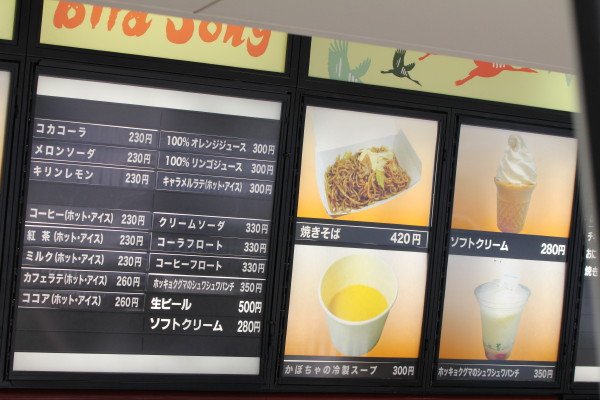 Bird Song
コカコーラ 230円
メロンソーダ 230円
キリンレモン 230円
100% オレンジジュース 300円
100% リンゴジュース 300円
キャラメルラテ(ホット・アイス) 300円
コーヒー(ホット・アイス) 230円
紅茶(ホット・アイス) 230円
ミルク(ホット・アイス) 230円
カフェラテ(ホット・アイス) 260円
ココア(ホット・アイス) 260円
クリームソーダ 330円
コーラフロート 330円
コーヒーフロート 330円
ホッキョクグマのシュワシュワパンチ 350円
生ビール 500円
ソフトクリーム 280円
焼きそば 420円
ソフトクリーム 280円
かぼちゃの冷製スープ 300円
ホッキョクグマのシュワシュワパンチ 350円